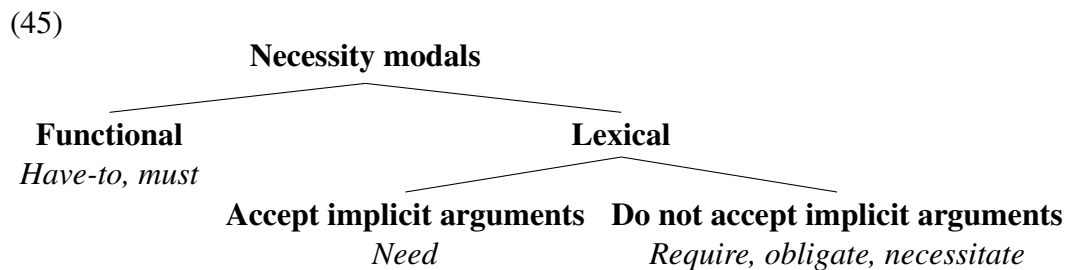 (45)
Necessity modals
Functional Lexical
Have-to, must
Accept implicit arguments Do not accept implicit arguments
Need Require, obligate, necessitate